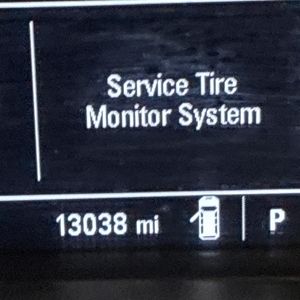 Service Tire
Monitor System
13038 mi P